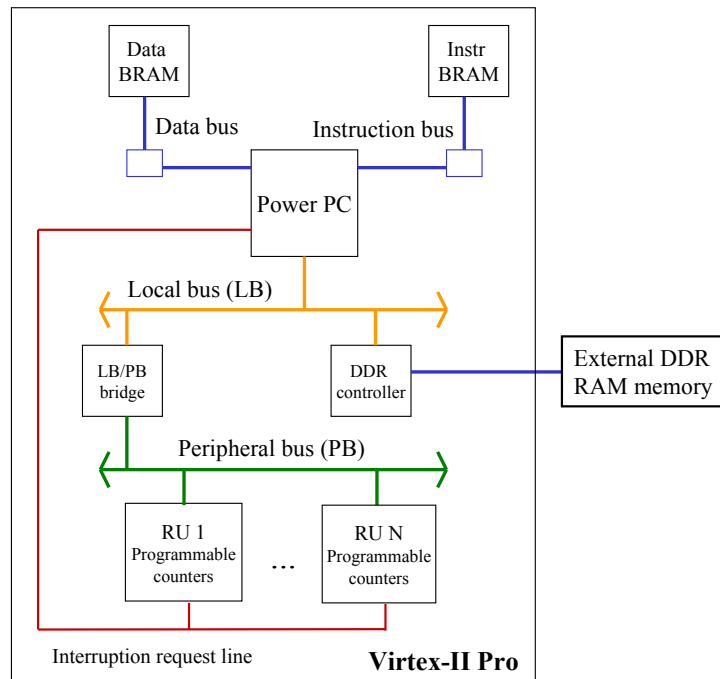 Data
BRAM
Instr
BRAM
Data bus
Instruction bus
Power PC
Local bus (LB)
LB/PB
bridge
DDR
controller
External DDR
RAM memory
Peripheral bus (PB)
RU 1
Programmable
counters
...
RU N
Programmable
counters
Interruption request line
Virtex-II Pro